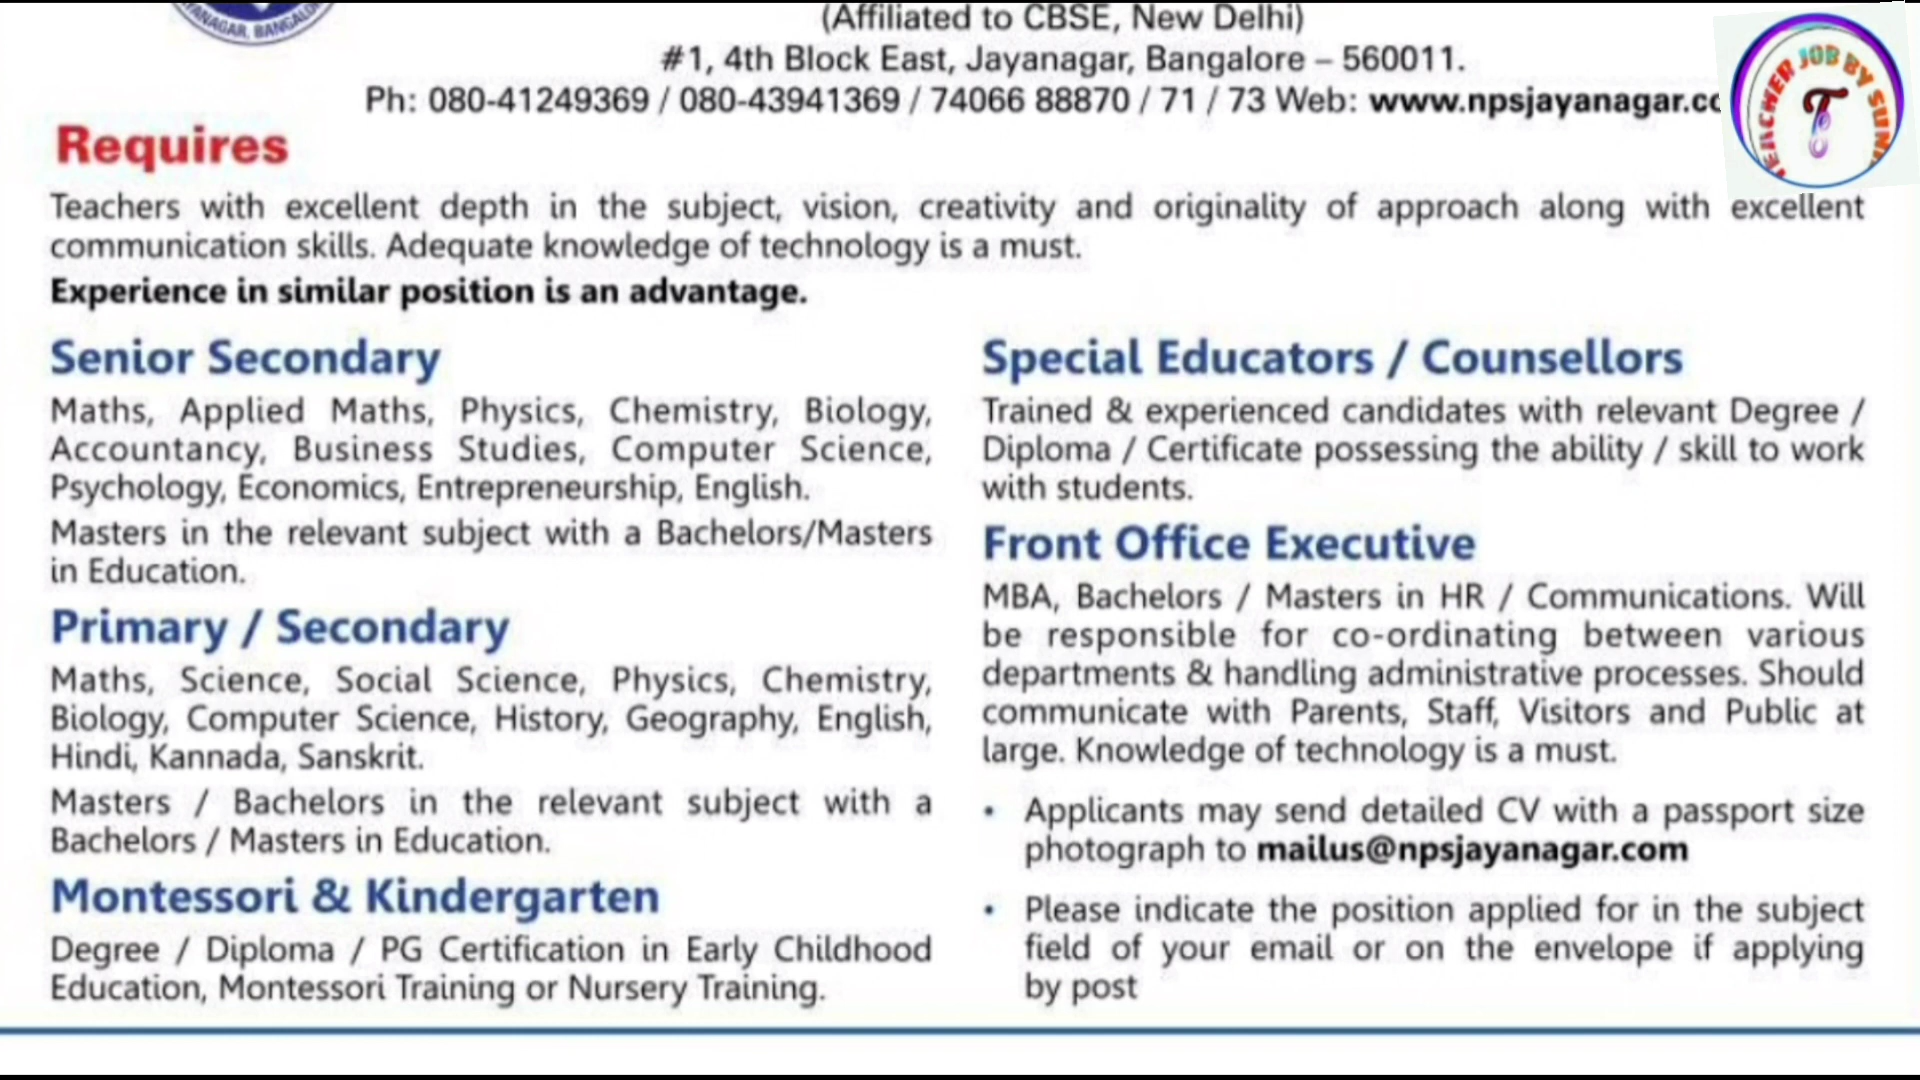 (Affiliated to CBSE, New Delhi)
#1, 4th Block East, Jayanagar, Bangalore – 560011.
Ph: 080-41249369 / 080-43941369 / 74066 88870 / 71 / 73 Web: www.npsjayanagar.cc
JAYANAGAR, BANGALO
TEACHER JOB BY SUNI
T
Requires
Teachers with excellent depth in the subject, vision, creativity and originality of approach along with excellent
communication skills. Adequate knowledge of technology is a must.
Experience in similar position is an advantage.
Senior Secondary
Maths, Applied Maths, Physics, Chemistry, Biology,
Accountancy, Business Studies, Computer Science,
Psychology, Economics, Entrepreneurship, English.
Masters in the relevant subject with a Bachelors/Masters
in Education.
Primary / Secondary
Maths, Science, Social Science, Physics, Chemistry,
Biology, Computer Science, History, Geography, English,
Hindi, Kannada, Sanskrit.
Masters / Bachelors in the relevant subject with a
Bachelors / Masters in Education.
Montessori & Kindergarten
Degree / Diploma / PG Certification in Early Childhood
Education, Montessori Training or Nursery Training.
Special Educators / Counsellors
Trained & experienced candidates with relevant Degree /
Diploma / Certificate possessing the ability / skill to work
with students.
Front Office Executive
MBA, Bachelors / Masters in HR / Communications. Will
be responsible for co-ordinating between various
departments & handling administrative processes. Should
communicate with Parents, Staff, Visitors and Public at
large. Knowledge of technology is a must.
• Applicants may send detailed CV with a passport size
photograph to mailus@npsjayanagar.com
• Please indicate the position applied for in the subject
field of your email or on the envelope if applying
by post